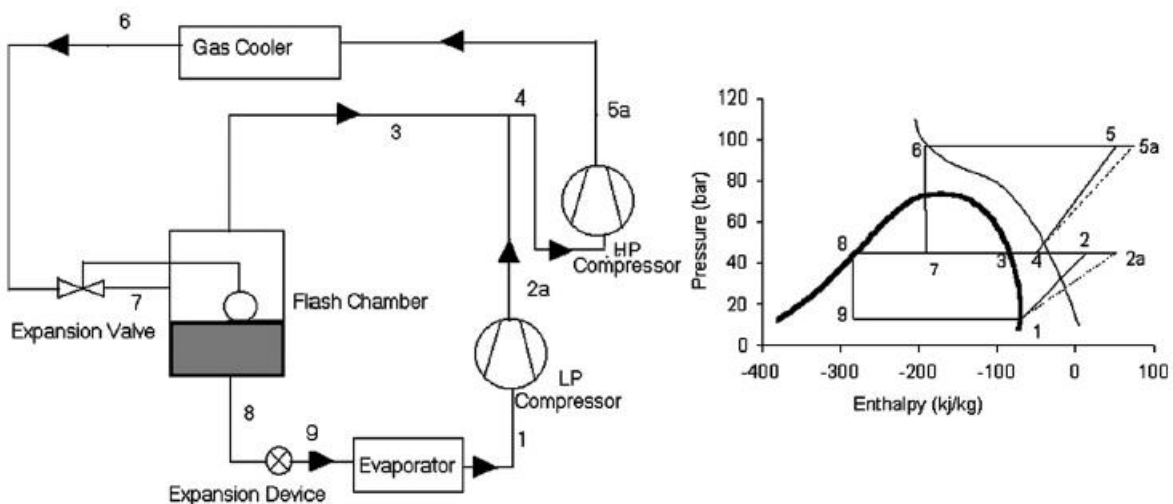 6
Gas Cooler
4
3
5a
HP
Compressor
Flash Chamber
7
Expansion Valve
2a
LP
Compressor
8
9
1
Evaporator
Expansion Device
Pressure (bar)
120
100
80
60
40
20
0
-400
-300
-200
-100
0
100
Enthalpy (kj/kg)
6
5
5a
8
7
3
4
2
2a
9
1